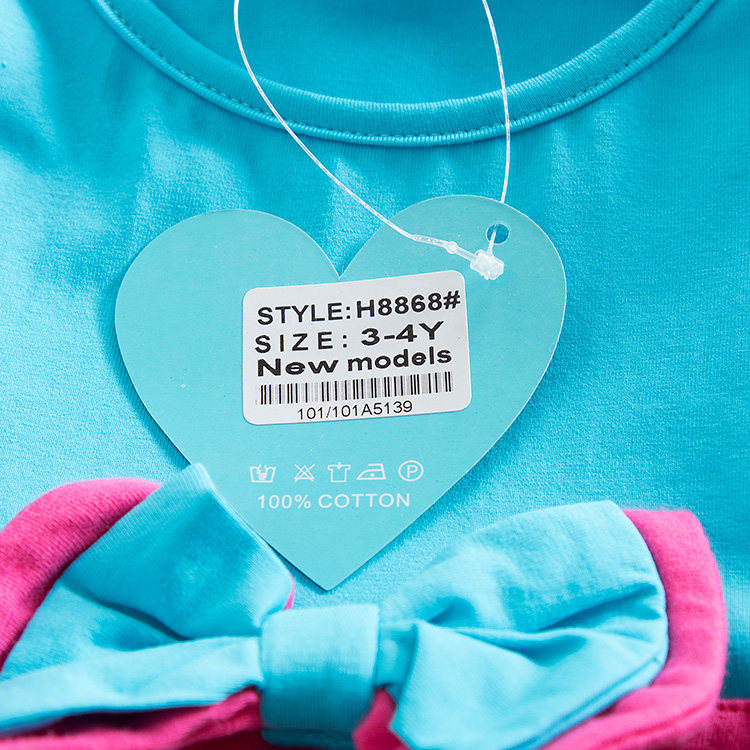 STYLE:H8868#
SIZE: 3-4Y
New models
101/101A5139
P
100% COTTON